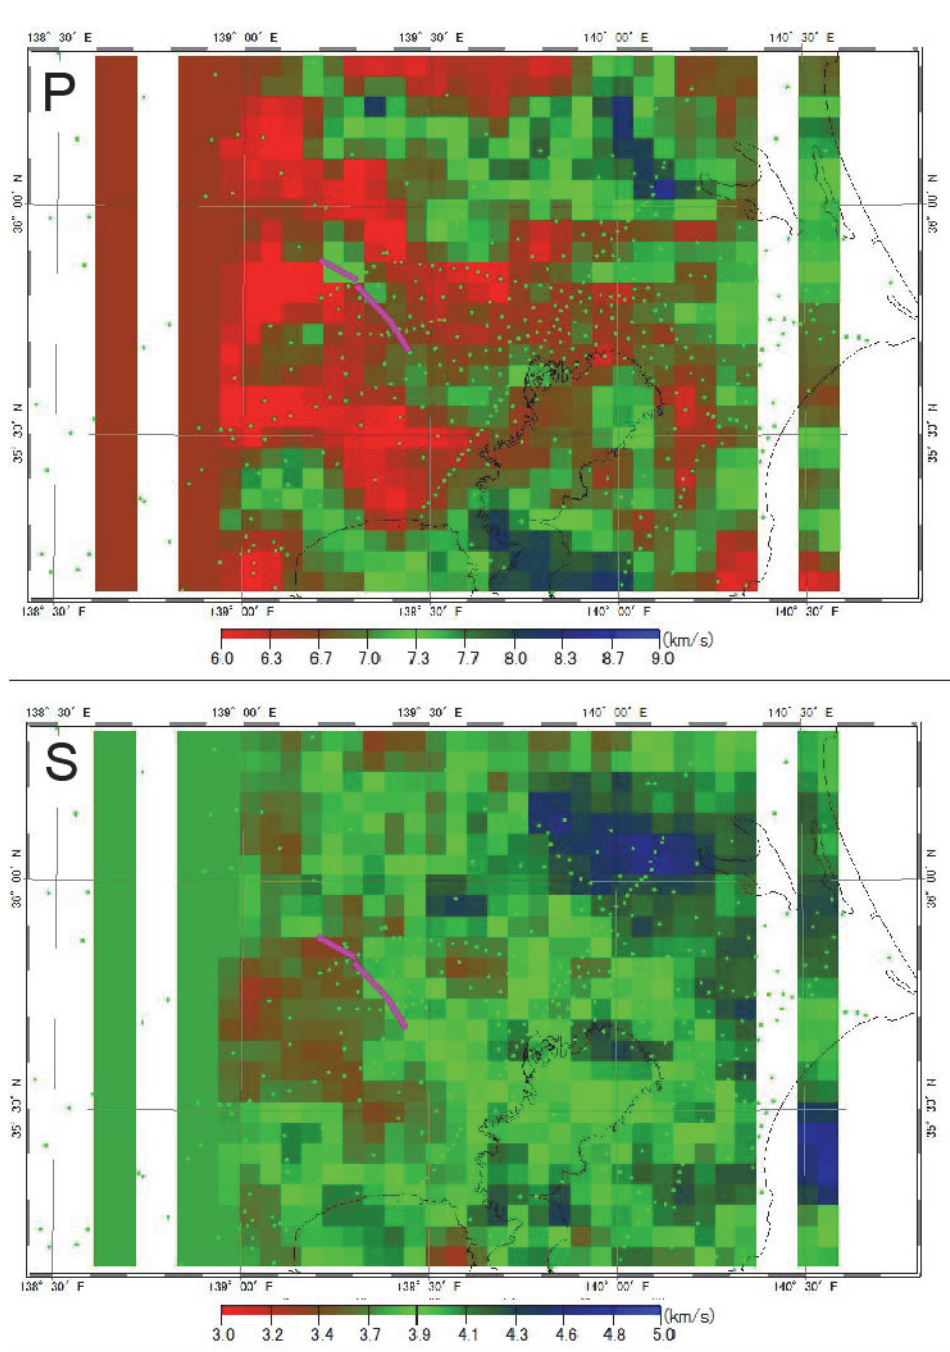 138° 30' E 139° 00' E 139° 30' E 140° 00' E 140° 30' E
P
36° 00' N
36° 00' N
35° 30' N
35° 30' N
138° 30' E 139° 00' E 139° 30' E 140° 00' E 140° 30' E
(km/s)
6.0 6.3 6.7 7.0 7.3 7.7 8.0 8.3 8.7 9.0
138° 30' E 139° 00' E 139° 30' E 140° 00' E 140° 30' E
S
36° 00' N
36° 00' N
35° 30' N
35° 30' N
138° 30' E 139° 00' E 139° 30' E 140° 00' E 140° 30' E
(km/s)
3.0 3.2 3.4 3.7 3.9 4.1 4.3 4.6 4.8 5.0